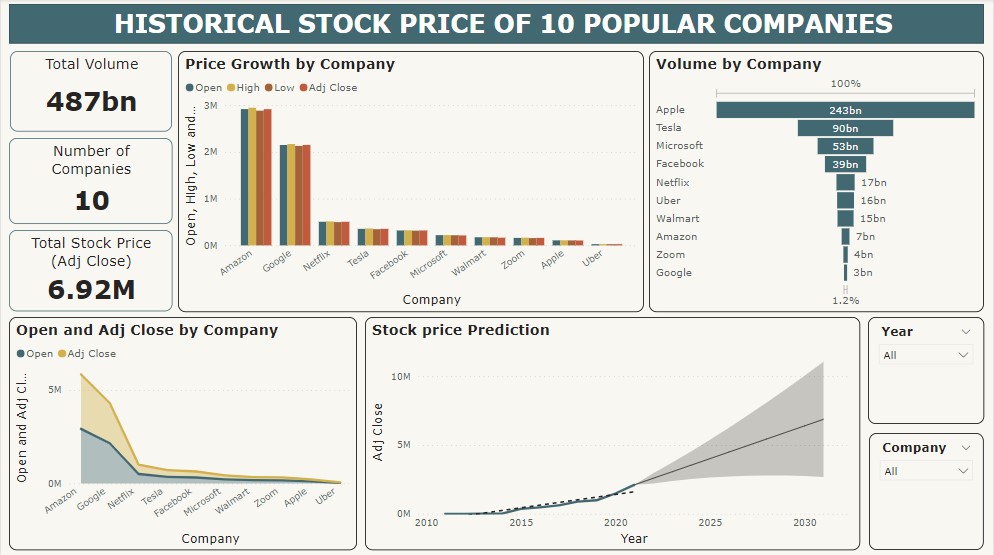 HISTORICAL STOCK PRICE OF 10 POPULAR COMPANIES
Total Volume
487bn
Number of
Companies
10
Total Stock Price
(Adj Close)
6.92M
Price Growth by Company
Open High Low Adj Close
Open, High, Low and...
3M
2M
1M
0M
Amazon Google Netflix Tesla Facebook Microsoft Walmart Zoom Apple Uber
Company
Volume by Company
100%
Apple 243bn
Tesla 90bn
Microsoft 53bn
Facebook 39bn
Netflix 17bn
Uber 16bn
Walmart 15bn
Amazon 7bn
Zoom 4bn
Google 3bn
1.2%
Open and Adj Close by Company
Open Adj Close
Open and Adj Cl...
5M
0M
Amazon Google Netflix Tesla Facebook Microsoft Walmart Zoom Apple Uber
Company
Stock price Prediction
Adj Close
10M
5M
0M
2010 2015 2020 2025 2030
Year
Year
All
Company
All